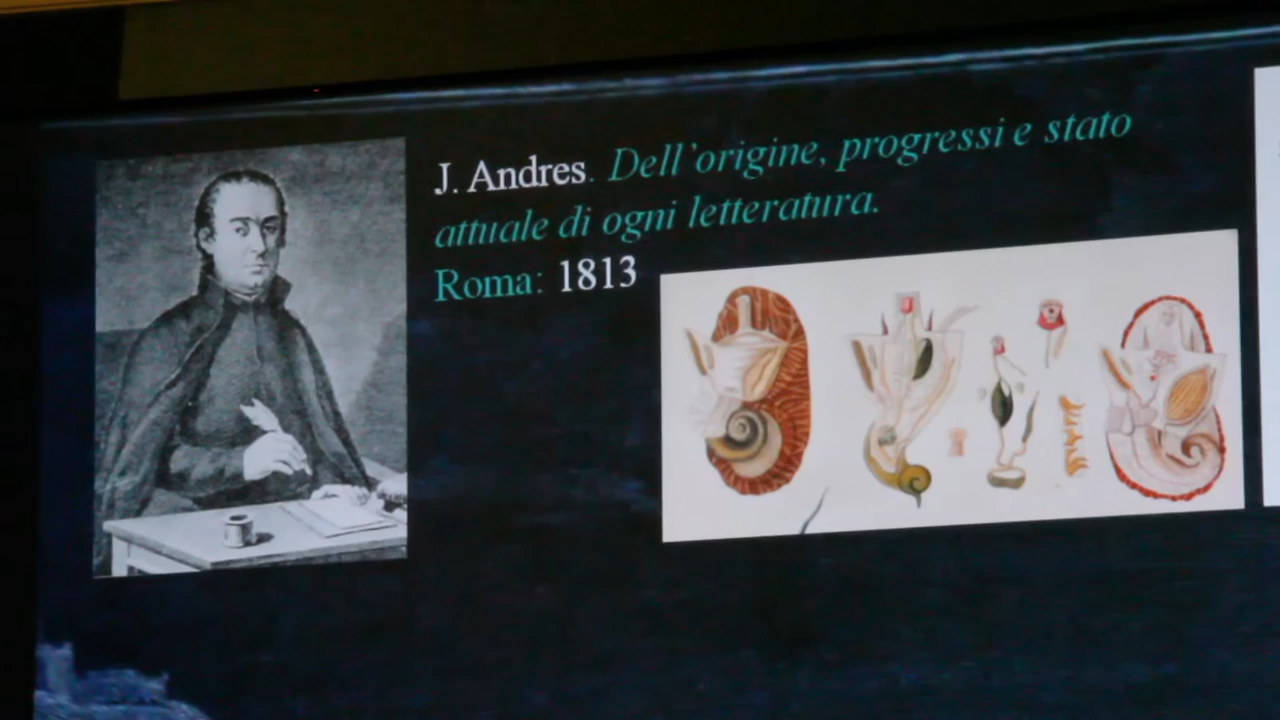 J. Andres. Dell'origine, progressi e stato
attuale di ogni letteratura.
Roma: 1813